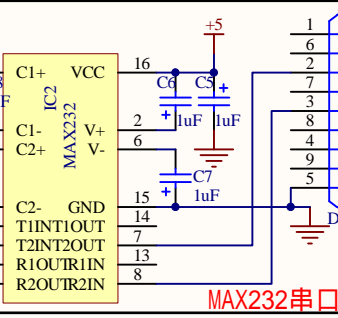 +5
C1+ VCC 16
C6 C5
1uF 1uF
IC2
MAX232
C1- V+ 2
C2+ V- 6
C7
1uF
C2- GND 15
T1IN T1OUT 14
T2IN T2OUT 7
R1OUT R1IN 13
R2OUT R2IN 8
1
6
2
7
3
8
4
9
5
MAX232串口